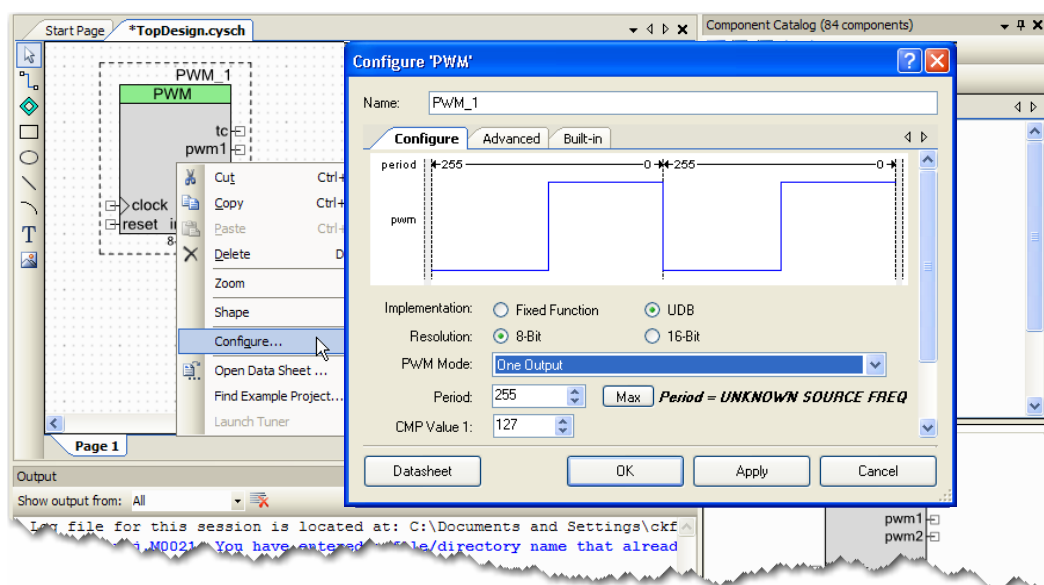 Start Page
*TopDesign.cysch
Component Catalog (84 components)
PWM_1
PWM
tc
pwm1
clock
reset
8-
T
Cut Ctrl+
Copy Ctrl+
Paste Ctrl+
Delete D
Zoom
Shape
Configure...
Open Data Sheet ...
Find Example Project...
Launch Tuner
Page 1
Configure 'PWM'
Name: PWM_1
Configure Advanced Built-in
period 255 0 255 0
pwm
Implementation: Fixed Function UDB
Resolution: 8-Bit 16-Bit
PWM Mode: One Output
Period: 255 Max Period = UNKNOWN SOURCE FREQ
CMP Value 1: 127
Datasheet OK Apply Cancel
Output
Show output from: All
Log file for this session is located at: C:\Documents and Settings\ckf
M0021 You have entered file/directory name that alread
pwm1
pwm2